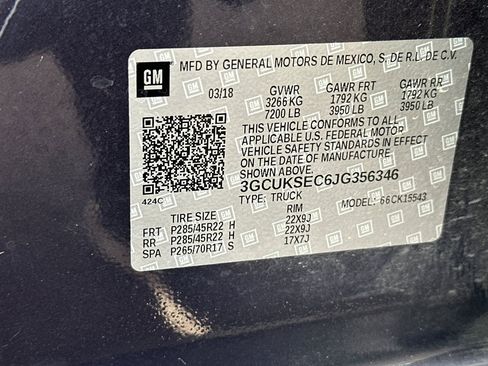 GM
MFD BY GENERAL MOTORS DE MEXICO, S. DE R.L. DE C.V.
03/18 GVWR GAWR FRT GAWR RR
3266 KG 1792 KG 1792 KG
7200 LB 3950 LB 3950 LB
THIS VEHICLE CONFORMS TO ALL
APPLICABLE U.S. FEDERAL MOTOR
VEHICLE SAFETY STANDARDS IN EFFECT
ON THE DATE OF MANUFACTURE
SHOWN ABOVE.
3GCUKSEC6JG356346
TYPE: TRUCK MODEL: 66CK15543
424C
TIRE SIZE RIM
FRT P285/45R22 H 22X9J
RR P285/45R22 H 22X9J
SPA P265/70R17 S 17X7J